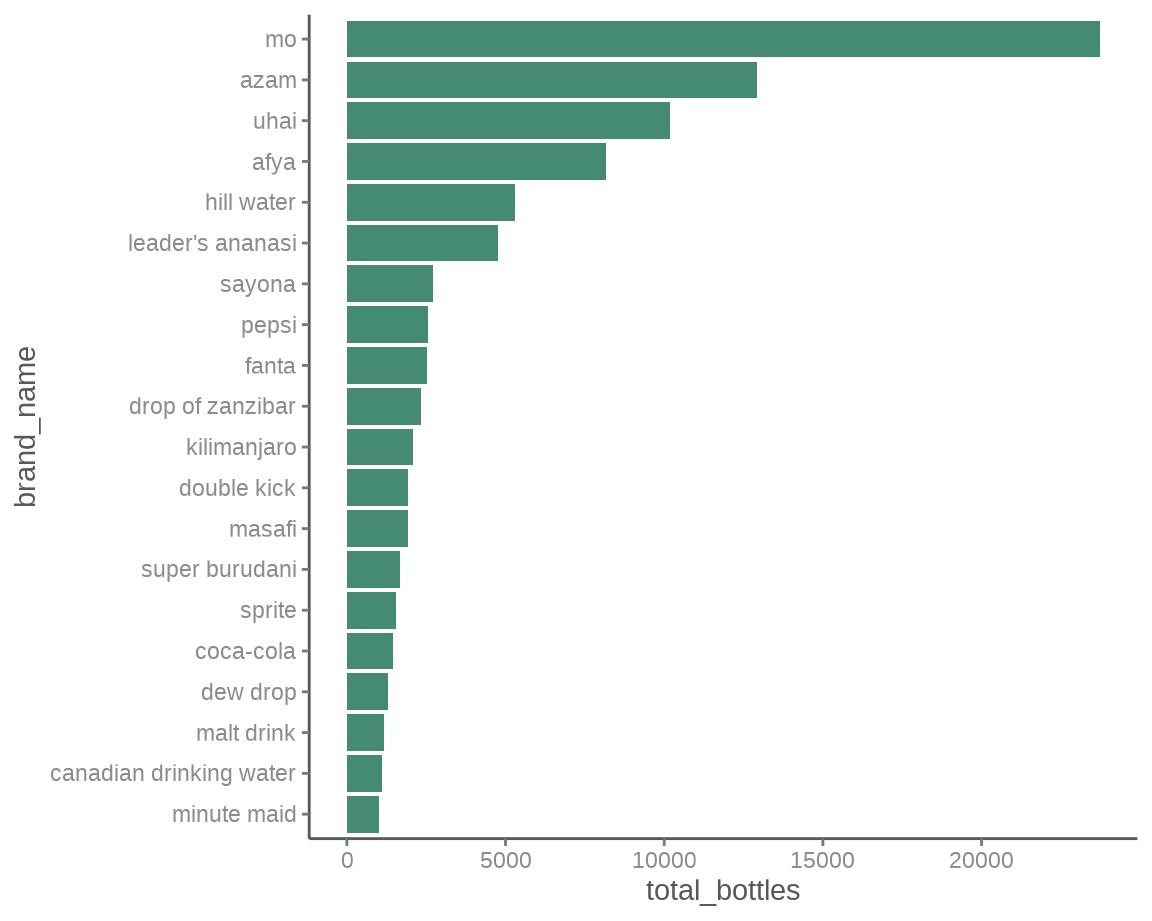 mo
azam
uhai
afya
hill water
leader's ananasi
sayona
pepsi
fanta
drop of zanzibar
kilimanjaro
double kick
masafi
super burudani
sprite
coca-cola
dew drop
malt drink
canadian drinking water
minute maid
brand_name
0 5000 10000 15000 20000
total_bottles